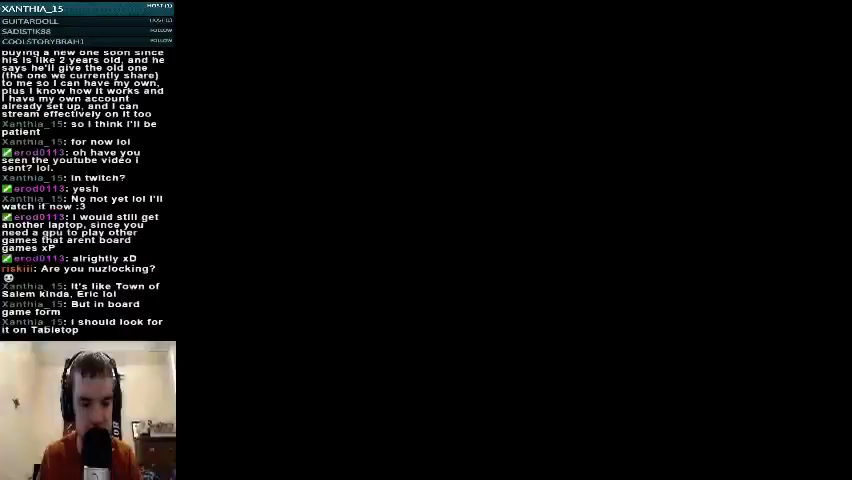 XANTHIA_15 HOST (1)
GUITARDOLL HOST (1)
SADISTIK88 FOLLOW
COOLSTORYBRAH1 FOLLOW
buying a new one soon since
his is like 2 years old, and he
says he'll give the old one
(the one we currently share)
to me so I can have my own,
plus I know how it works and
I have my own account
already set up, and I can
stream effectively on it too
Xanthia_15: so I think I'll be
patient
Xanthia_15: for now lol
erod0113: oh have you
seen the youtube video i
sent? lol.
Xanthia_15: in twitch?
erod0113: yesh
Xanthia_15: No not yet lol I'll
watch it now :3
erod0113: I would still get
another laptop, since you
need a gpu to play other
games that arent board
games xP
erod0113: alrightly xD
riskiii: Are you nuzlocking?
Xanthia_15: It's like Town of
Salem kinda, Eric lol
Xanthia_15: But in board
game form
Xanthia_15: I should look for
it on Tabletop